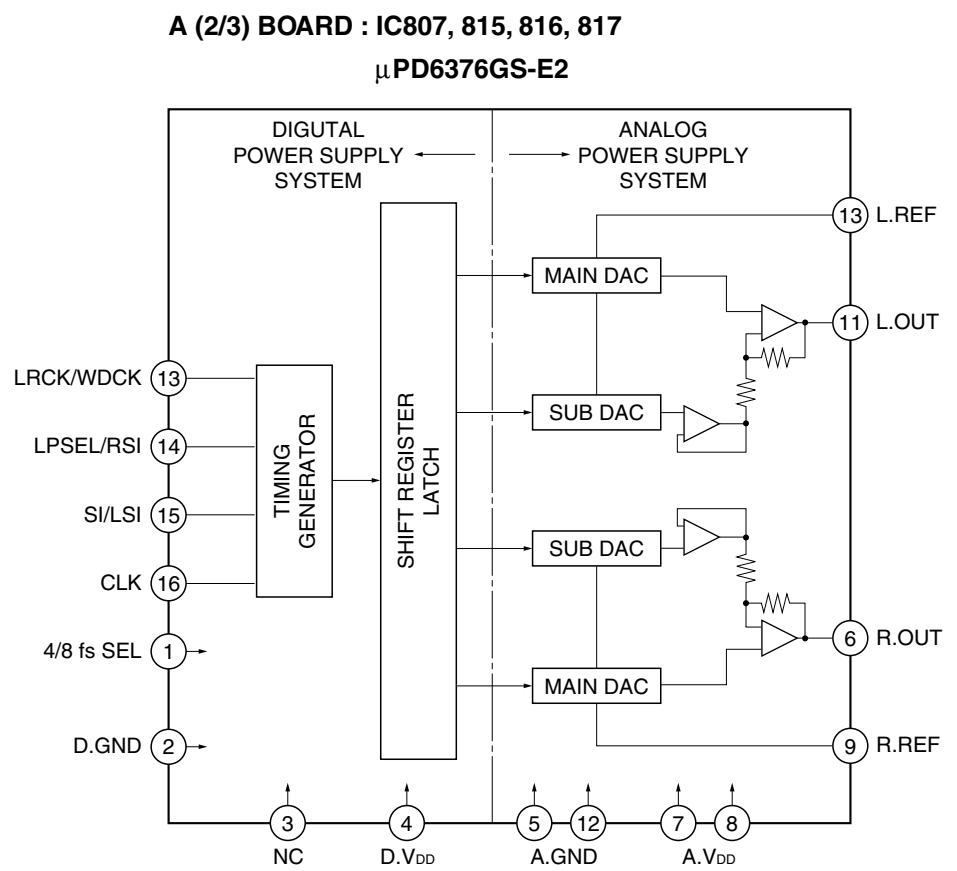 A (2/3) BOARD : IC807, 815, 816, 817
µPD6376GS-E2
DIGUTAL
POWER SUPPLY
SYSTEM
ANALOG
POWER SUPPLY
SYSTEM
13 L.REF
MAIN DAC
11 L.OUT
LRCK/WDCK 13
SUB DAC
LPSEL/RSI 14
TIMING
GENERATOR
SHIFT REGISTER
LATCH
SI/LSI 15
SUB DAC
CLK 16
4/8 fs SEL 1
6 R.OUT
MAIN DAC
D.GND 2
9 R.REF
3
4
5
12
7
8
NC
D.VDD
A.GND
A.VDD